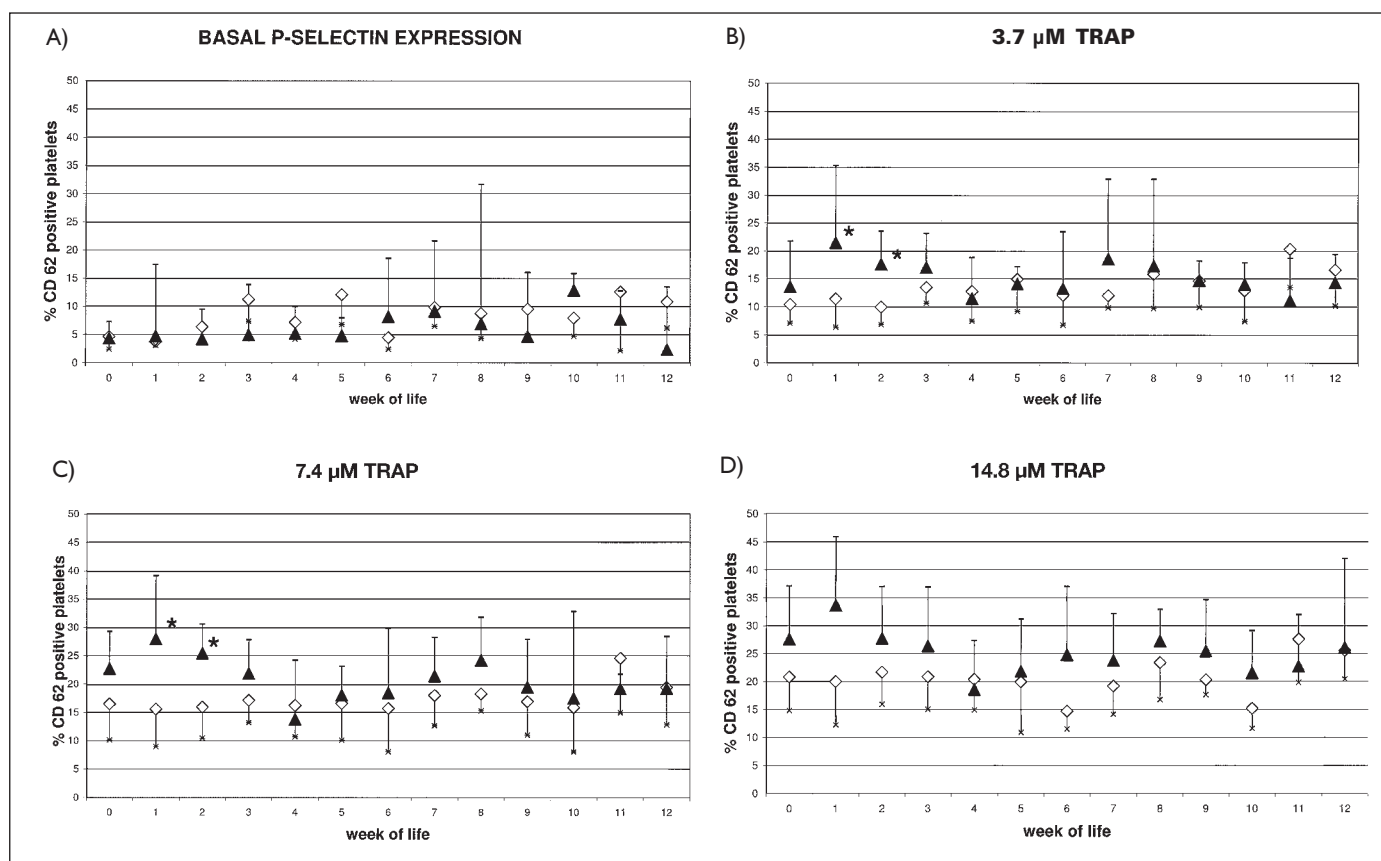 A)
BASAL P-SELECTIN EXPRESSION
% CD 62 positive platelets
50
45
40
35
30
25
20
15
10
5
0
0 1 2 3 4 5 6 7 8 9 10 11 12
week of life
B)
3.7 µM TRAP
% CD 62 positive platelets
50
45
40
35
30
25
20
15
10
5
0
0 1 2 3 4 5 6 7 8 9 10 11 12
week of life
* *
C)
7.4 µM TRAP
% CD 62 positive platelets
50
45
40
35
30
25
20
15
10
5
0
0 1 2 3 4 5 6 7 8 9 10 11 12
week of life
* *
D)
14.8 µM TRAP
% CD 62 positive platelets
50
45
40
35
30
25
20
15
10
5
0
0 1 2 3 4 5 6 7 8 9 10 11 12
week of life